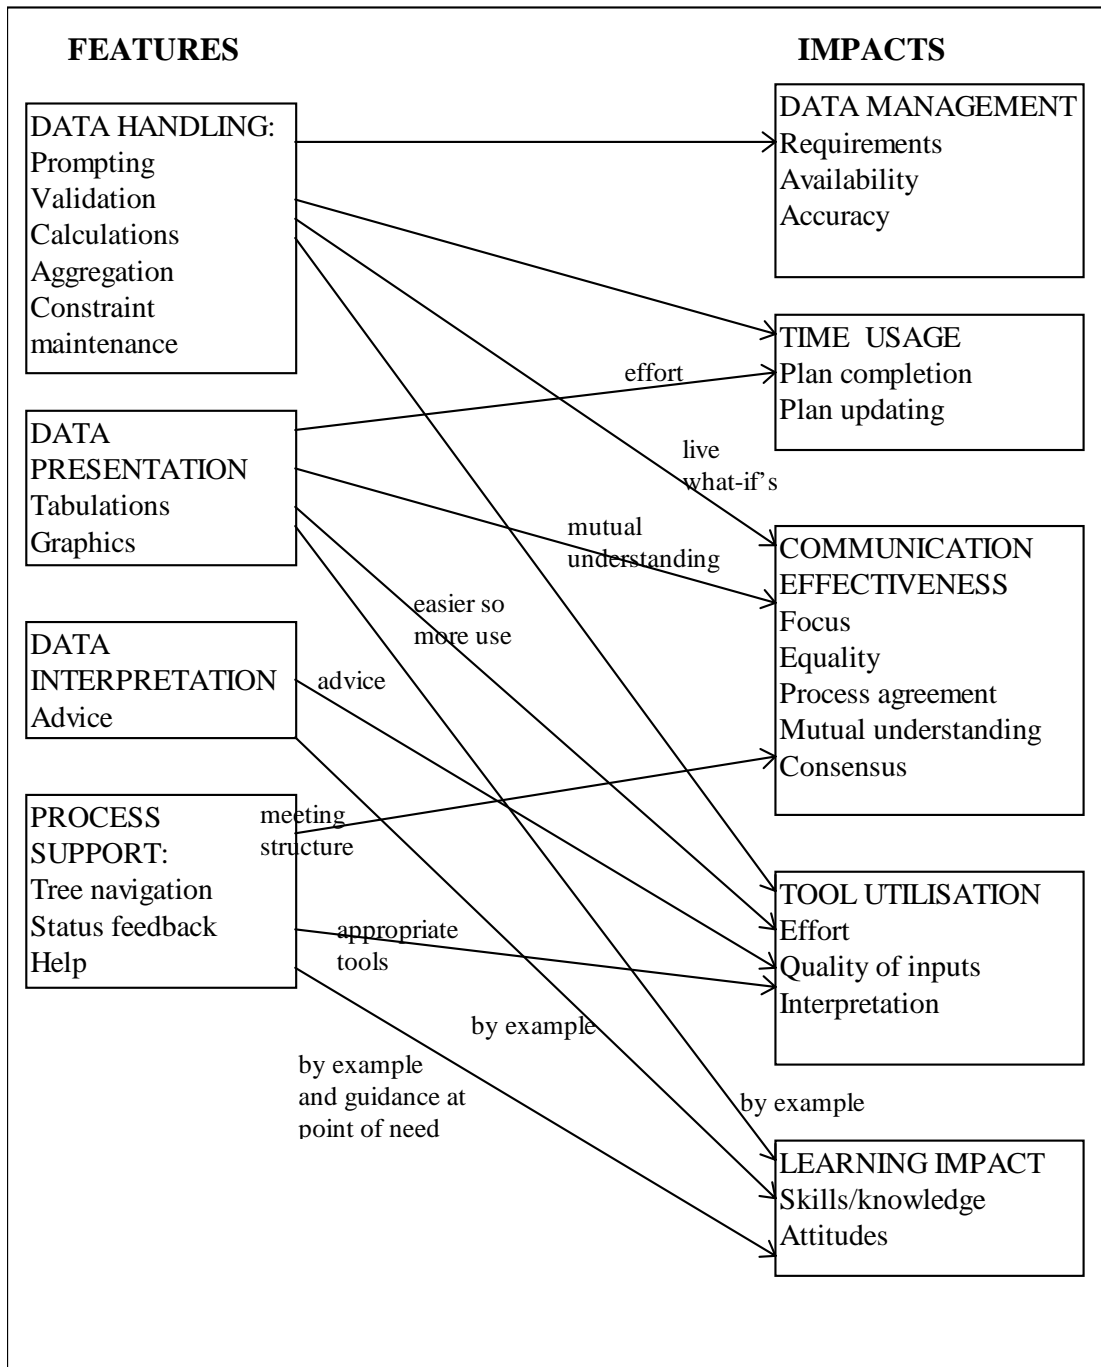 FEATURES
IMPACTS
DATA HANDLING:
Prompting
Validation
Calculations
Aggregation
Constraint
maintenance
DATA
PRESENTATION
Tabulations
Graphics
DATA
INTERPRETATION
Advice
PROCESS
SUPPORT:
Tree navigation
Status feedback
Help
effort
live
what-if's
mutual
understanding
easier so
more use
advice
meeting
structure
appropriate
tools
by example
by example
and guidance at
point of need
by example
DATA MANAGEMENT
Requirements
Availability
Accuracy
TIME USAGE
Plan completion
Plan updating
COMMUNICATION
EFFECTIVENESS
Focus
Equality
Process agreement
Mutual understanding
Consensus
TOOL UTILISATION
Effort
Quality of inputs
Interpretation
LEARNING IMPACT
Skills/knowledge
Attitudes